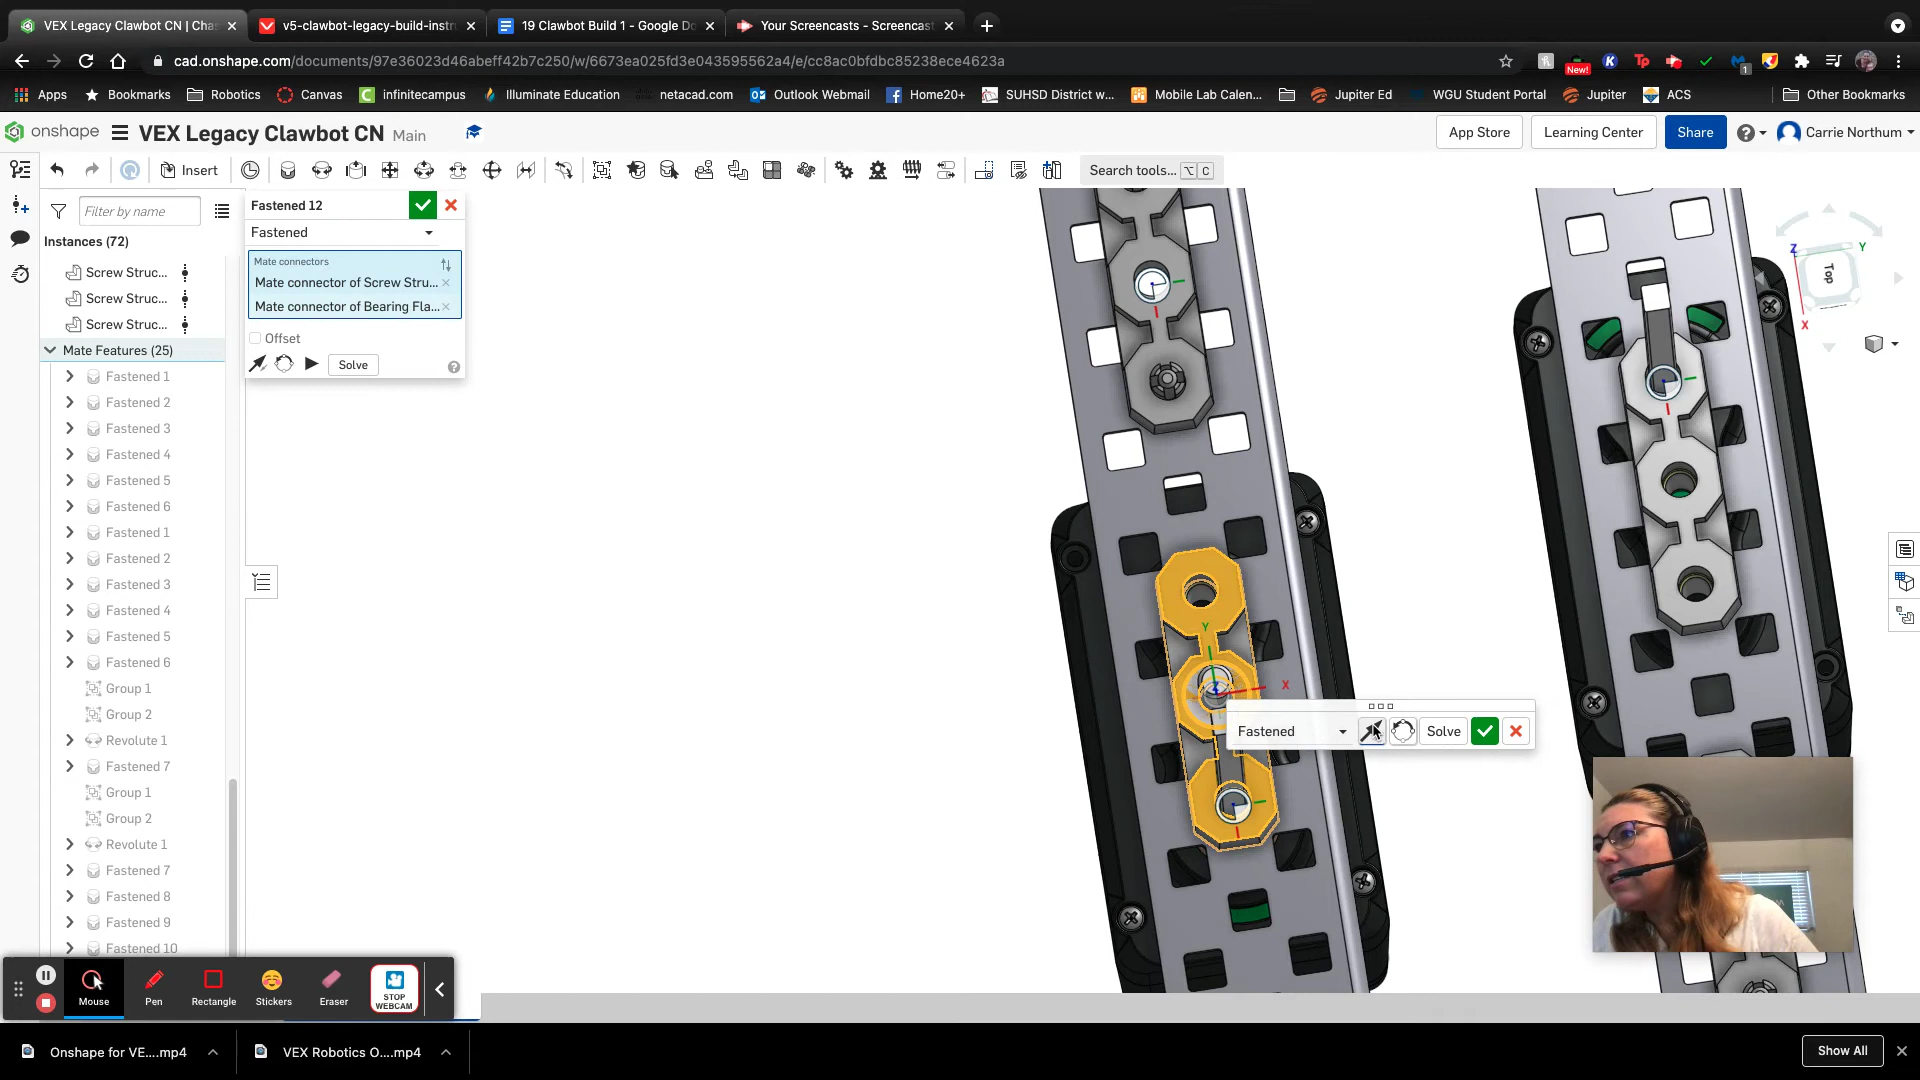 VEX Legacy Clawbot CN | Cha
v5-clawbot-legacy-build-instr
19 Clawbot Build 1 - Google Do
Your Screencasts - Screencast
cad.onshape.com/documents/97e36023d46abeff42b7c250/w/6673ea025fd3e043595562a4/e/cc8ac0bfdbc85238ece4623a
New!
1
Apps
Bookmarks
Robotics
Canvas
infinitecampus
Illuminate Education
netacad.com
Outlook Webmail
Home20+
SUHSD District w...
Mobile Lab Calen...
Jupiter Ed
WGU Student Portal
Jupiter
ACS
Other Bookmarks
onshape
VEX Legacy Clawbot CN
Main
App Store
Learning Center
Share
Carrie Northum
Insert
Search tools... ⌥ C
Filter by name
Instances (72)
Screw Struc...
Screw Struc...
Screw Struc...
Mate Features (25)
Fastened 1
Fastened 2
Fastened 3
Fastened 4
Fastened 5
Fastened 6
Fastened 1
Fastened 2
Fastened 3
Fastened 4
Fastened 5
Fastened 6
Group 1
Group 2
Revolute 1
Fastened 7
Group 1
Group 2
Revolute 1
Fastened 7
Fastened 8
Fastened 9
Fastened 10
Fastened 12
Fastened
Mate connectors
Mate connector of Screw Stru...
Mate connector of Bearing Fla...
Offset
Solve
Z
Y
Top
X
Y
X
Z
Fastened
Solve
Mouse
Pen
Rectangle
Stickers
Eraser
STOP WEBCAM
Onshape for VE....mp4
VEX Robotics O....mp4
Show All